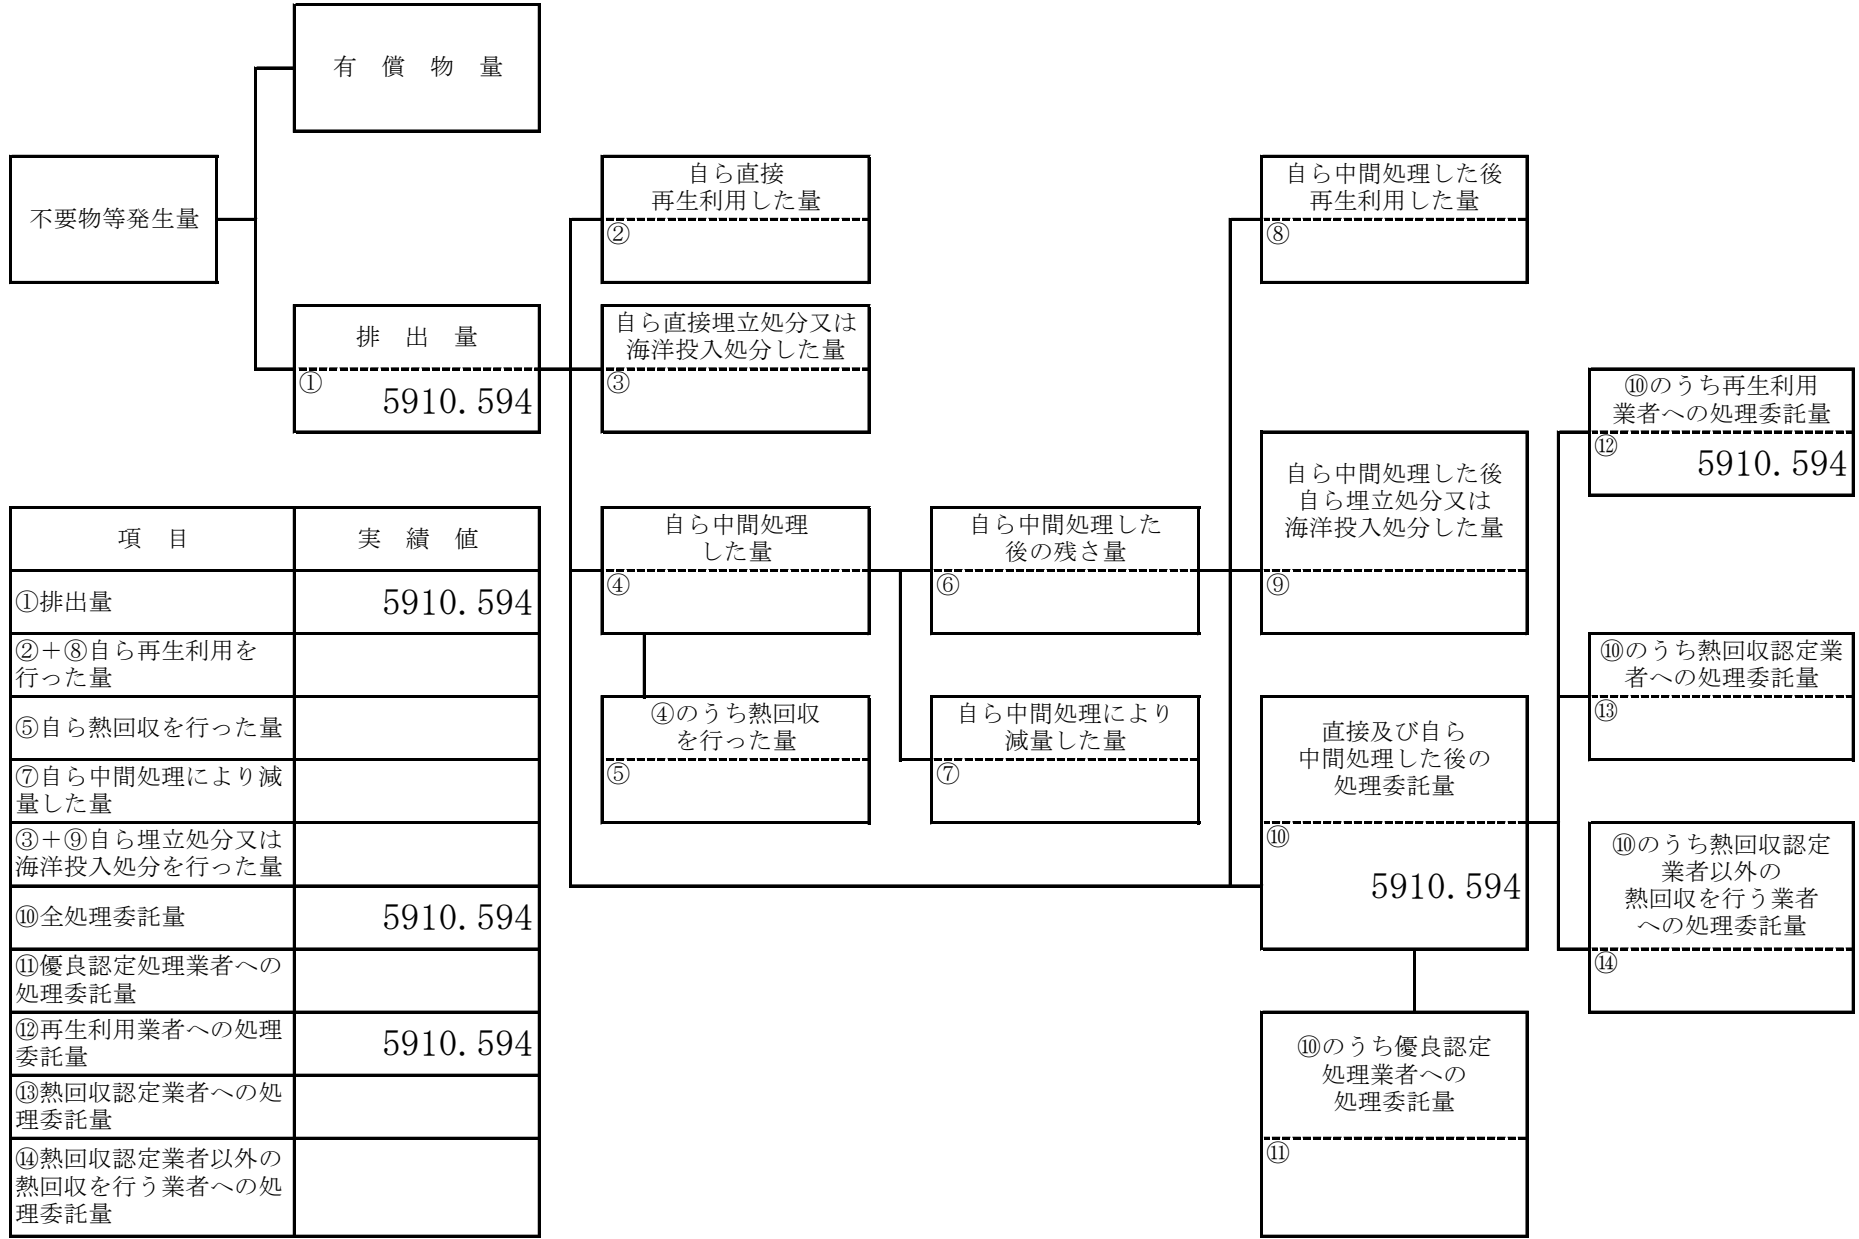 有　償　物　量
不要物等発生量
排　出　量
①
5910.594
自ら直接
再生利用した量
②
自ら直接埋立処分又は
海洋投入処分した量
③
自ら中間処理
した量
④
④のうち熱回収
を行った量
⑤
自ら中間処理した
後の残さ量
⑥
自ら中間処理により
減量した量
⑦
自ら中間処理した後
再生利用した量
⑧
自ら中間処理した後
自ら埋立処分又は
海洋投入処分した量
⑨
直接及び自ら
中間処理した後の
処理委託量
⑩
5910.594
⑩のうち優良認定
処理業者への
処理委託量
⑪
⑩のうち再生利用
業者への処理委託量
⑫
5910.594
⑩のうち熱回収認定業
者への処理委託量
⑬
⑩のうち熱回収認定
業者以外の
熱回収を行う業者
への処理委託量
⑭
項　目　実　績　値
①排出量　5910.594
②＋⑧自ら再生利用を
行った量
⑤自ら熱回収を行った量
⑦自ら中間処理により減
量した量
③＋⑨自ら埋立処分又は
海洋投入処分を行った量
⑩全処理委託量　5910.594
⑪優良認定処理業者への
処理委託量
⑫再生利用業者への処理
委託量　5910.594
⑬熱回収認定業者への処
理委託量
⑭熱回収認定業者以外の
熱回収を行う業者への処
理委託量